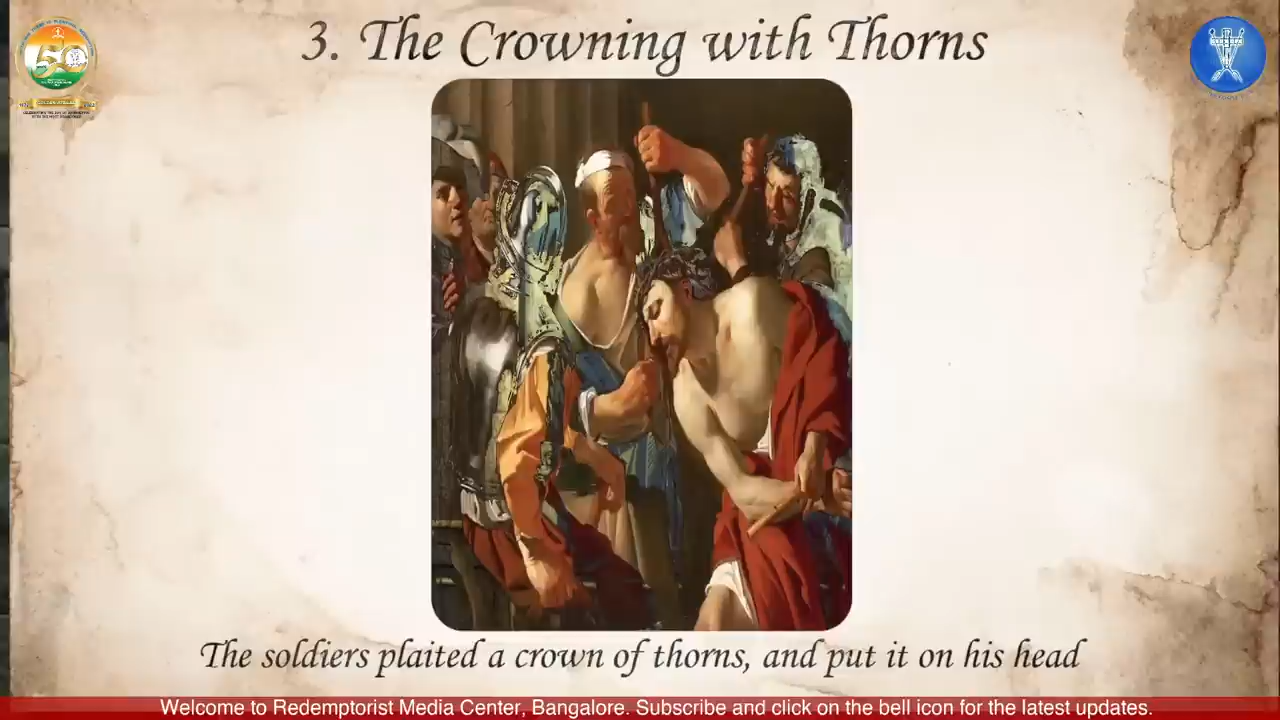 3. The Crowning with Thorns
50
The soldiers plaited a crown of thorns, and put it on his head
Welcome to Redemptorist Media Center, Bangalore. Subscribe and click on the bell icon for the latest updates.